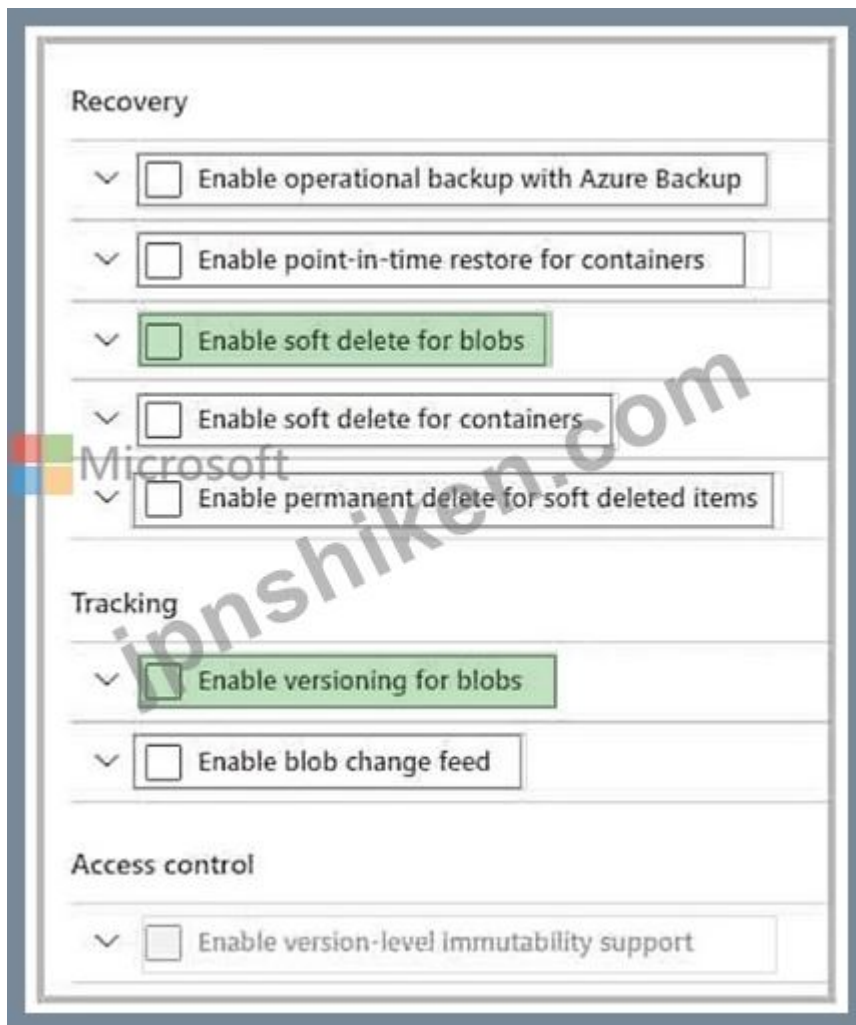 Recovery
Enable operational backup with Azure Backup
Enable point-in-time restore for containers
Enable soft delete for blobs
Enable soft delete for containers
Microsoft
Enable permanent delete for soft deleted items
Tracking
jpnshiken.com
Enable versioning for blobs
Enable blob change feed
Access control
Enable version-level immutability support